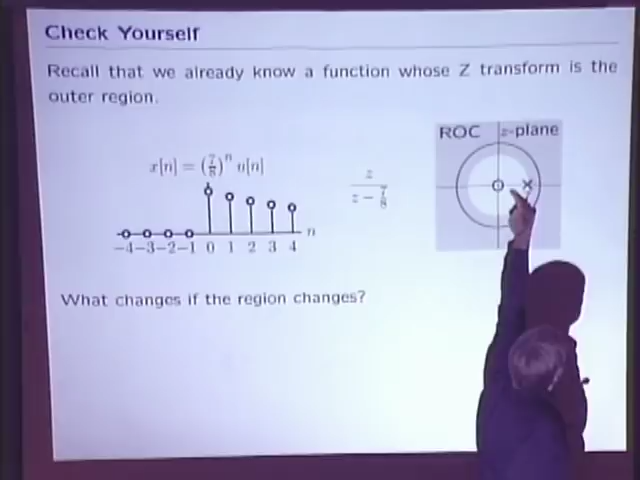 Check Yourself
Recall that we already know a function whose Z transform is the
outer region.
ROC z-plane
x[n] = (7/8)^n u[n]
z
z − 7/8
n
−4−3−2−1 0 1 2 3 4
What changes if the region changes?